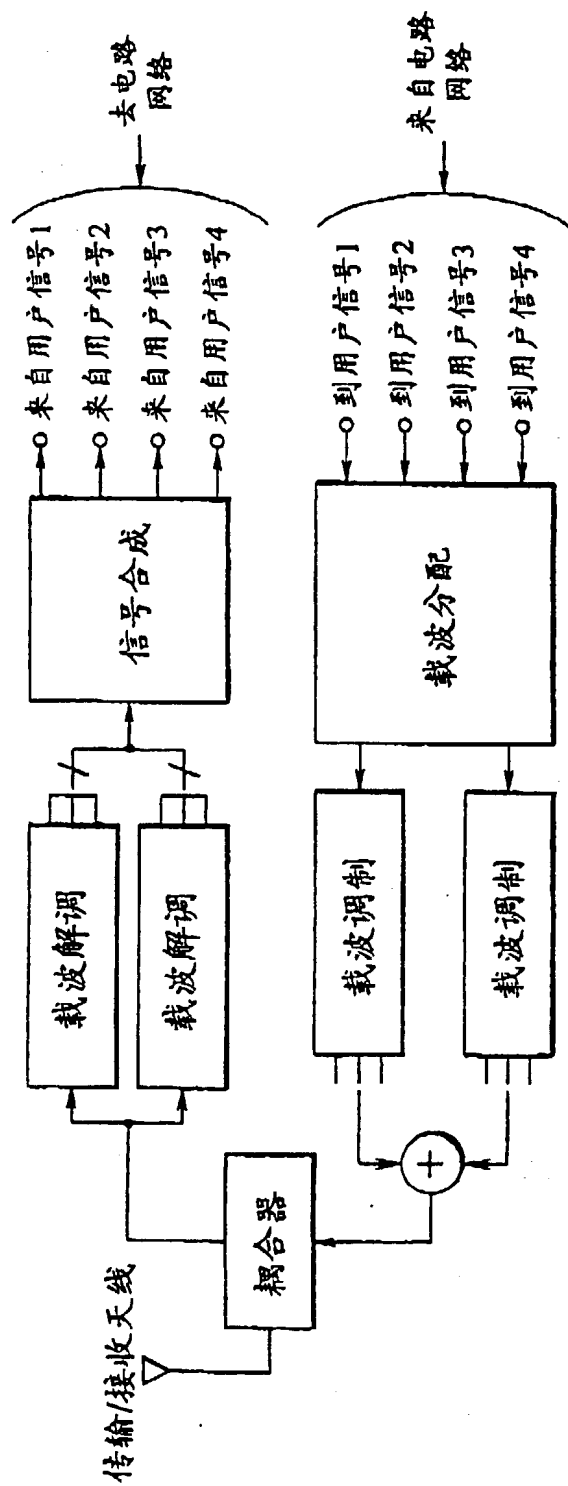 传输/接收天线
耦合器
载波解调
载波解调
信号合成
来自用户信号1
来自用户信号2
来自用户信号3
来自用户信号4
去电路
网络
+
载波调制
载波调制
载波分配
到用户信号1
到用户信号2
到用户信号3
到用户信号4
来自电路
网络